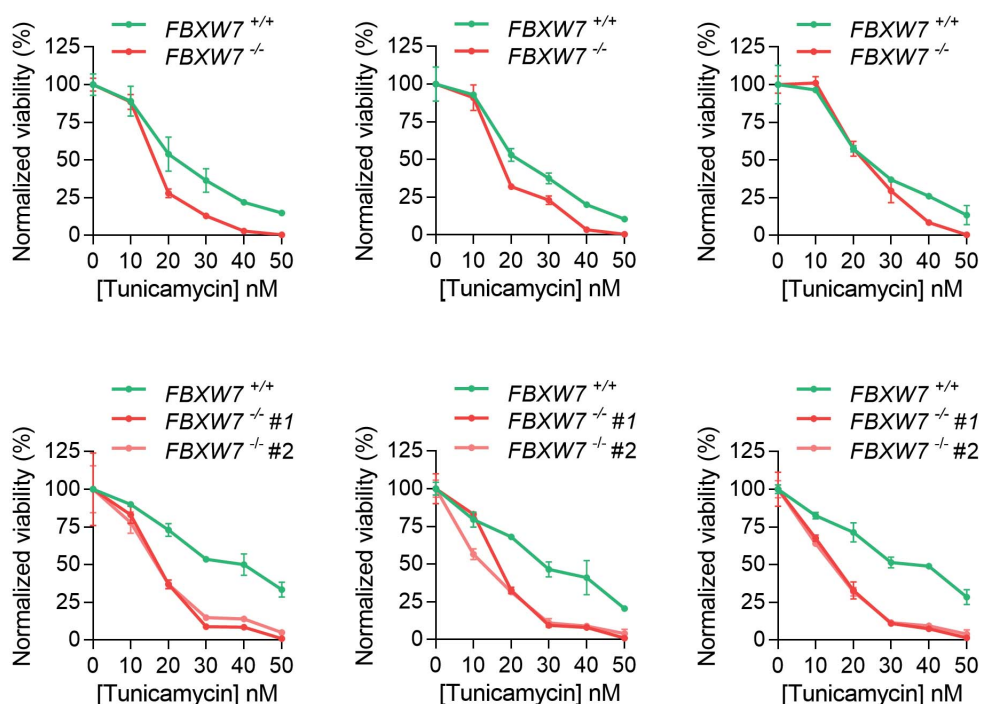 FBXW7 +/+
FBXW7 -/-
Normalized viability (%)
125
100
75
50
25
0
0 10 20 30 40 50
[Tunicamycin] nM
FBXW7 +/+
FBXW7 -/-
Normalized viability (%)
125
100
75
50
25
0
0 10 20 30 40 50
[Tunicamycin] nM
FBXW7 +/+
FBXW7 -/-
Normalized viability (%)
125
100
75
50
25
0
0 10 20 30 40 50
[Tunicamycin] nM
FBXW7 +/+
FBXW7 -/- #1
FBXW7 -/- #2
Normalized viability (%)
125
100
75
50
25
0
0 10 20 30 40 50
[Tunicamycin] nM
FBXW7 +/+
FBXW7 -/- #1
FBXW7 -/- #2
Normalized viability (%)
125
100
75
50
25
0
0 10 20 30 40 50
[Tunicamycin] nM
FBXW7 +/+
FBXW7 -/- #1
FBXW7 -/- #2
Normalized viability (%)
125
100
75
50
25
0
0 10 20 30 40 50
[Tunicamycin] nM